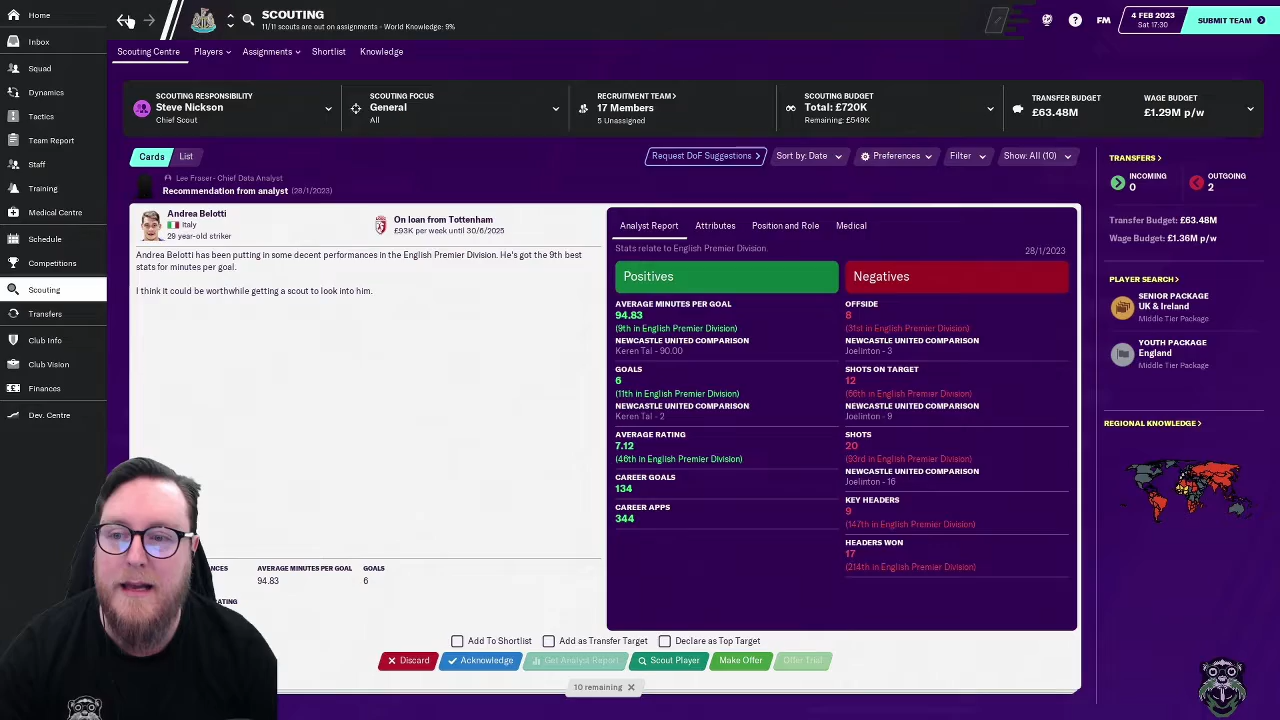 Home
SCOUTING
11/11 scouts are out on assignments - World Knowledge: 9%
FM
4 FEB 2023
Sat 17:30
SUBMIT TEAM
Inbox
Squad
Dynamics
Tactics
Team Report
Staff
Training
Medical Centre
Schedule
Competitions
Scouting
Transfers
Club Info
Club Vision
Finances
Dev. Centre
Scouting Centre
Players
Assignments
Shortlist
Knowledge
SCOUTING RESPONSIBILITY
Steve Nickson
Chief Scout
SCOUTING FOCUS
General
All
RECRUITMENT TEAM
17 Members
5 Unassigned
SCOUTING BUDGET
Total: £720K
Remaining: £549K
TRANSFER BUDGET
£63.48M
WAGE BUDGET
£1.29M p/w
Cards
List
Request DoF Suggestions
Sort by: Date
Preferences
Filter
Show: All (10)
Lee Fraser - Chief Data Analyst
Recommendation from analyst (28/1/2023)
Andrea Belotti
Italy
29 year-old striker
On loan from Tottenham
£93K per week until 30/6/2025
Andrea Belotti has been putting in some decent performances in the English Premier Division. He's got the 9th best
stats for minutes per goal.
I think it could be worthwhile getting a scout to look into him.
AVERAGE MINUTES PER GOAL
94.83
GOALS
6
Analyst Report
Attributes
Position and Role
Medical
Stats relate to English Premier Division.
28/1/2023
Positives
AVERAGE MINUTES PER GOAL
94.83
(9th in English Premier Division)
NEWCASTLE UNITED COMPARISON
Keren Tal - 90.00
GOALS
6
(11th in English Premier Division)
NEWCASTLE UNITED COMPARISON
Keren Tal - 2
AVERAGE RATING
7.12
(46th in English Premier Division)
CAREER GOALS
134
CAREER APPS
344
Negatives
OFFSIDE
8
(31st in English Premier Division)
NEWCASTLE UNITED COMPARISON
Joelinton - 3
SHOTS ON TARGET
12
(56th in English Premier Division)
NEWCASTLE UNITED COMPARISON
Joelinton - 9
SHOTS
20
(93rd in English Premier Division)
NEWCASTLE UNITED COMPARISON
Joelinton - 16
KEY HEADERS
9
(147th in English Premier Division)
HEADERS WON
17
(214th in English Premier Division)
Add To Shortlist
Add as Transfer Target
Declare as Top Target
Discard
Acknowledge
Get Analyst Report
Scout Player
Make Offer
Offer Trial
10 remaining
TRANSFERS
INCOMING
0
OUTGOING
2
Transfer Budget: £63.48M
Wage Budget: £1.36M p/w
PLAYER SEARCH
SENIOR PACKAGE
UK & Ireland
Middle Tier Package
YOUTH PACKAGE
England
Middle Tier Package
REGIONAL KNOWLEDGE